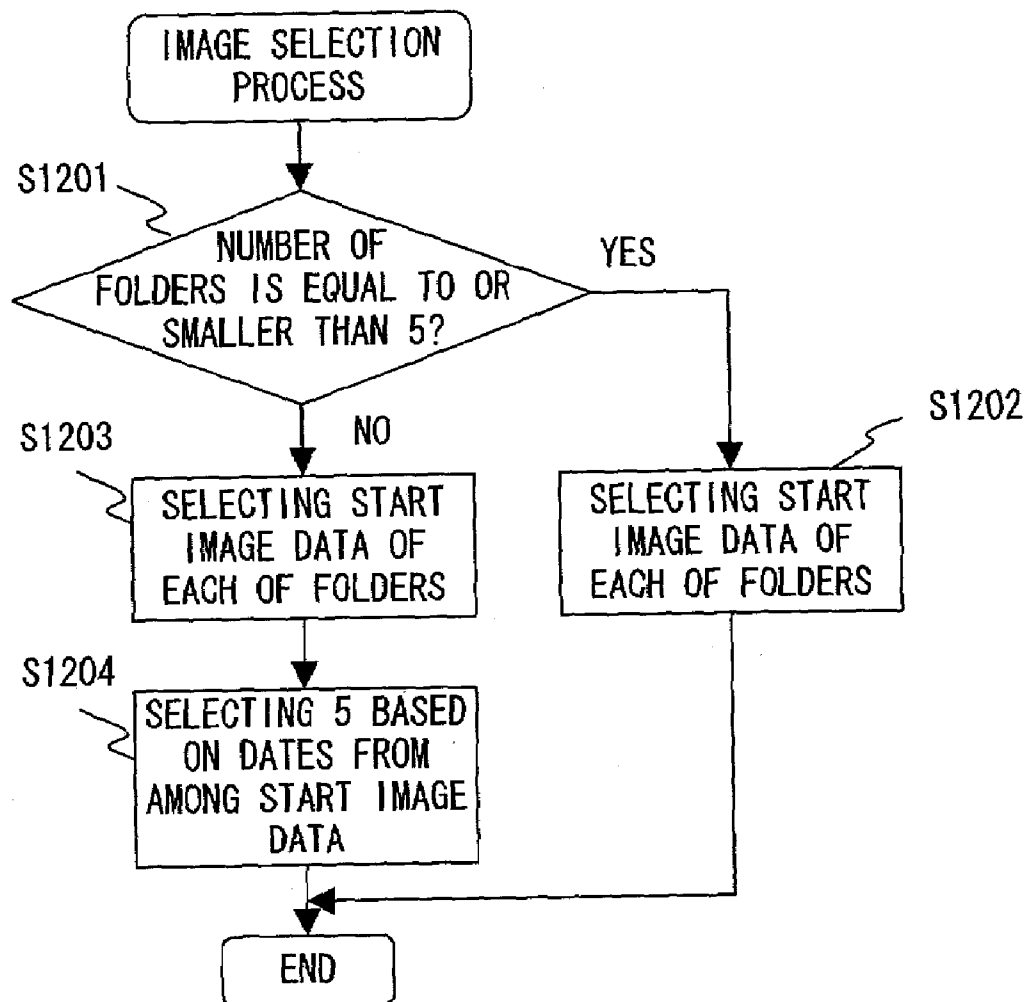 IMAGE SELECTION
PROCESS
S1201
NUMBER OF
FOLDERS IS EQUAL TO OR
SMALLER THAN 5?
YES
NO
S1202
S1203
SELECTING START
IMAGE DATA OF
EACH OF FOLDERS
SELECTING START
IMAGE DATA OF
EACH OF FOLDERS
S1204
SELECTING 5 BASED
ON DATES FROM
AMONG START IMAGE
DATA
END